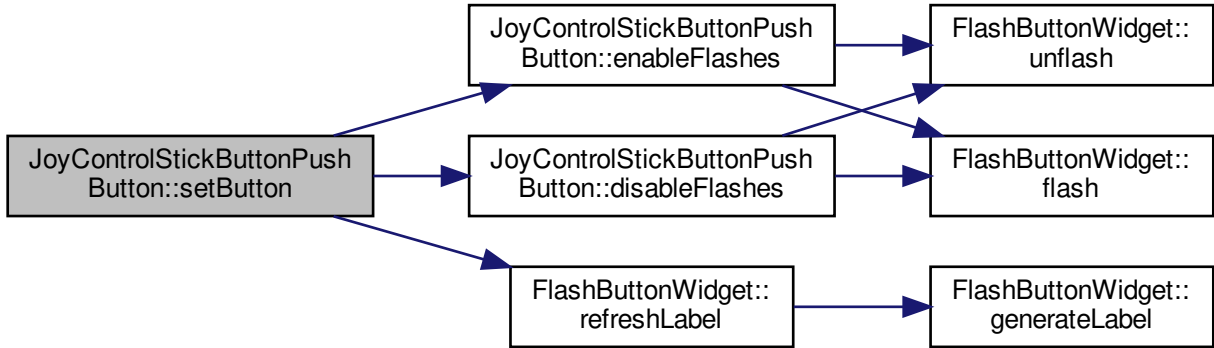 JoyControlStickButtonPush
Button::setButton
JoyControlStickButtonPush
Button::enableFlashes
JoyControlStickButtonPush
Button::disableFlashes
FlashButtonWidget::
refreshLabel
FlashButtonWidget::
unflash
FlashButtonWidget::
flash
FlashButtonWidget::
generateLabel